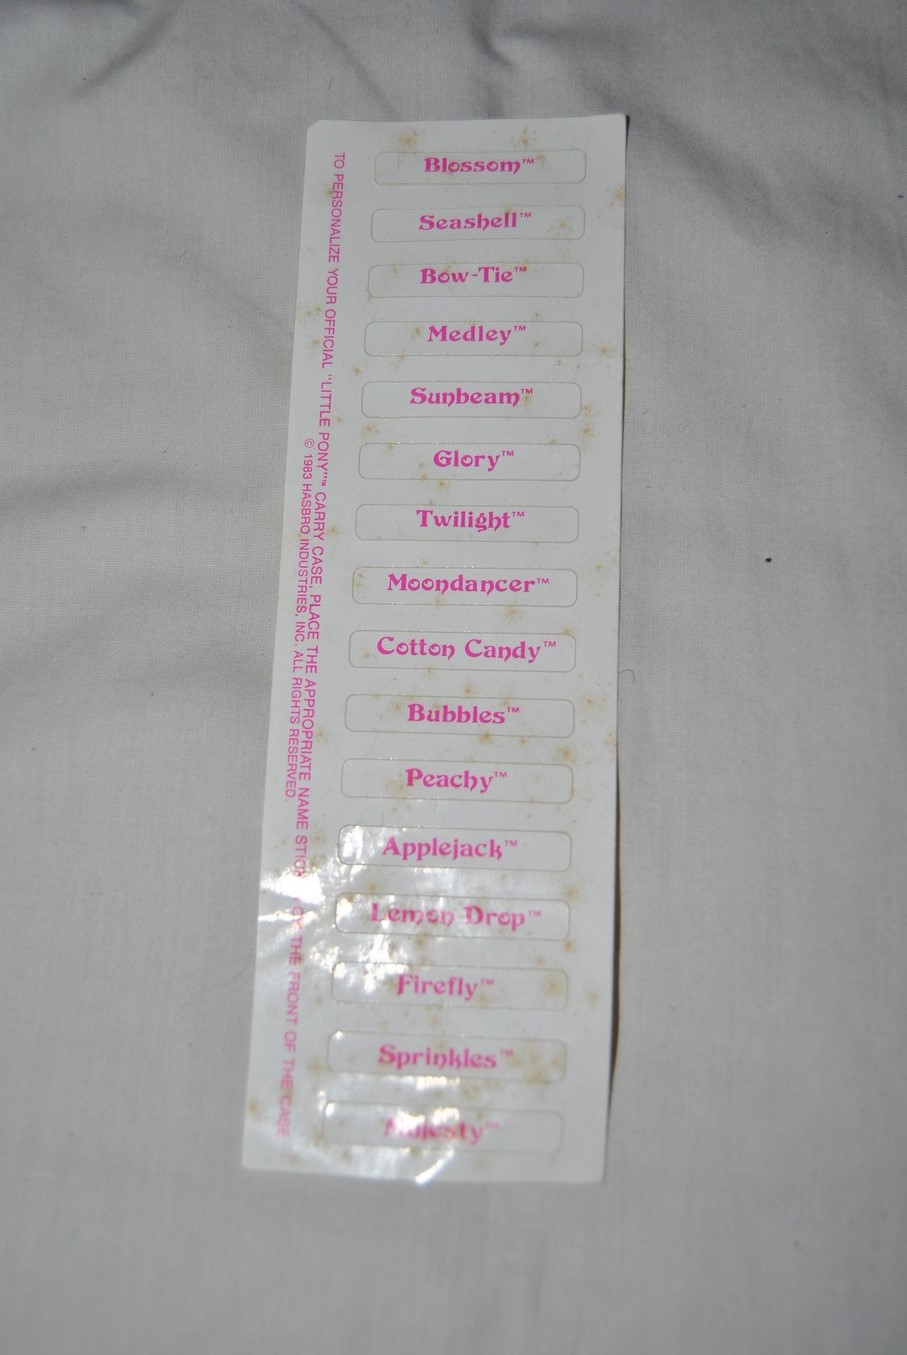 Blossom™
Seashell™
Bow-Tie™
Medley™
Sunbeam™
Glory™
Twilight™
Moondancer™
Cotton Candy™
Bubbles™
Peachy™
Applejack™
Lemon Drop™
Firefly™
Sprinkles™
Majesty™
TO PERSONALIZE YOUR OFFICIAL "LITTLE PONY"™ CARRY CASE, PLACE THE APPROPRIATE NAME THE FRONT OF THE CASE
© 1983 HASBRO INDUSTRIES, INC. ALL RIGHTS RESERVED